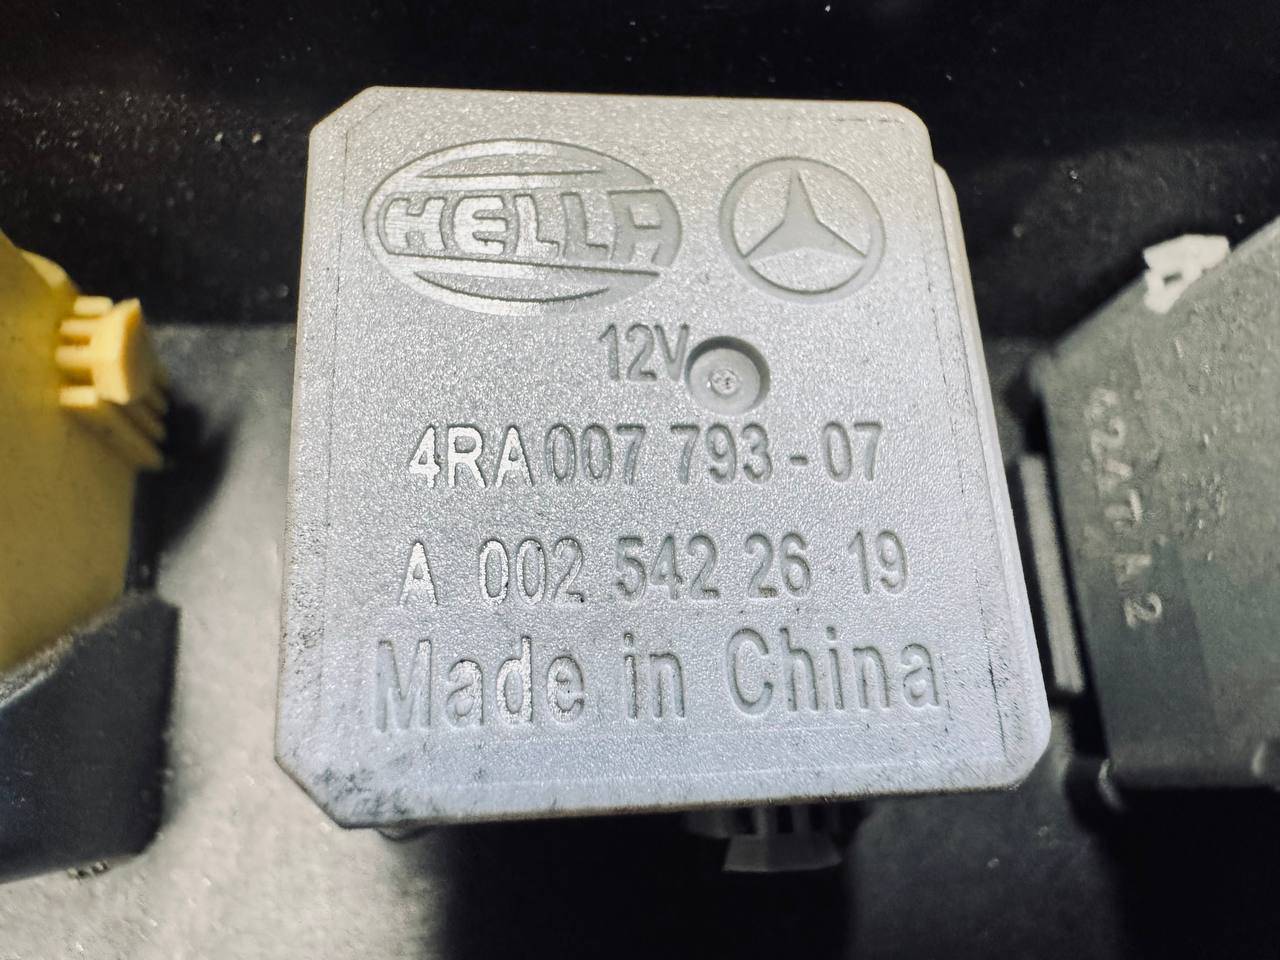 HELLA
12V
4RA 007 793-07
A 002 542 26 19
Made in China